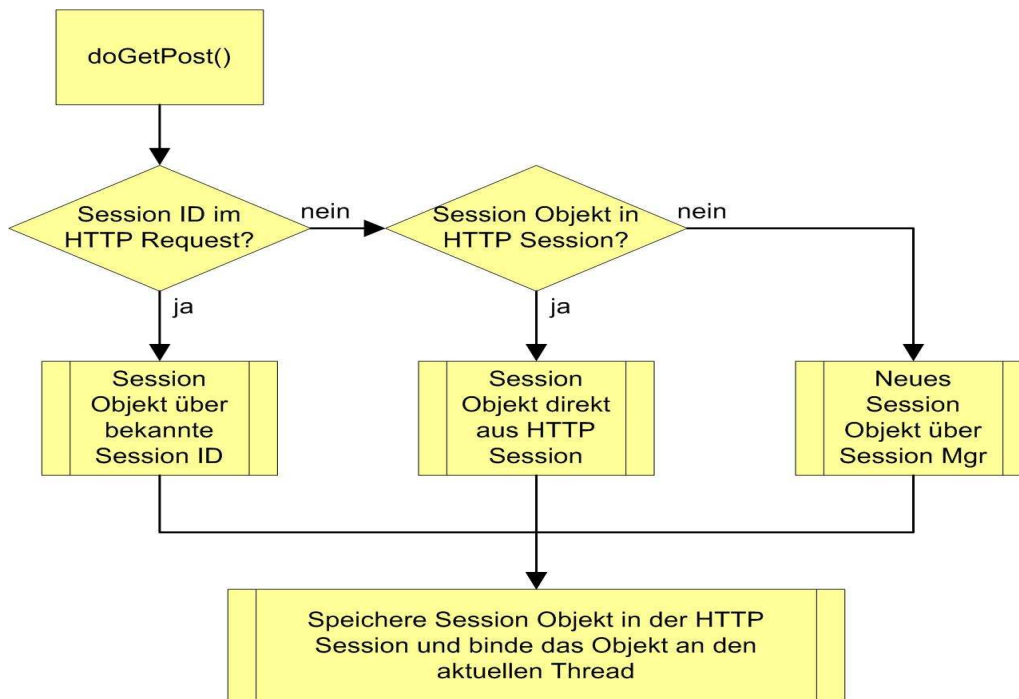 doGetPost()
Session ID im
HTTP Request?
nein
Session Objekt in
HTTP Session?
nein
ja
ja
Session
Objekt über
bekannte
Session ID
Session
Objekt direkt
aus HTTP
Session
Neues
Session
Objekt über
Session Mgr
Speichere Session Objekt in der HTTP
Session und binde das Objekt an den
aktuellen Thread